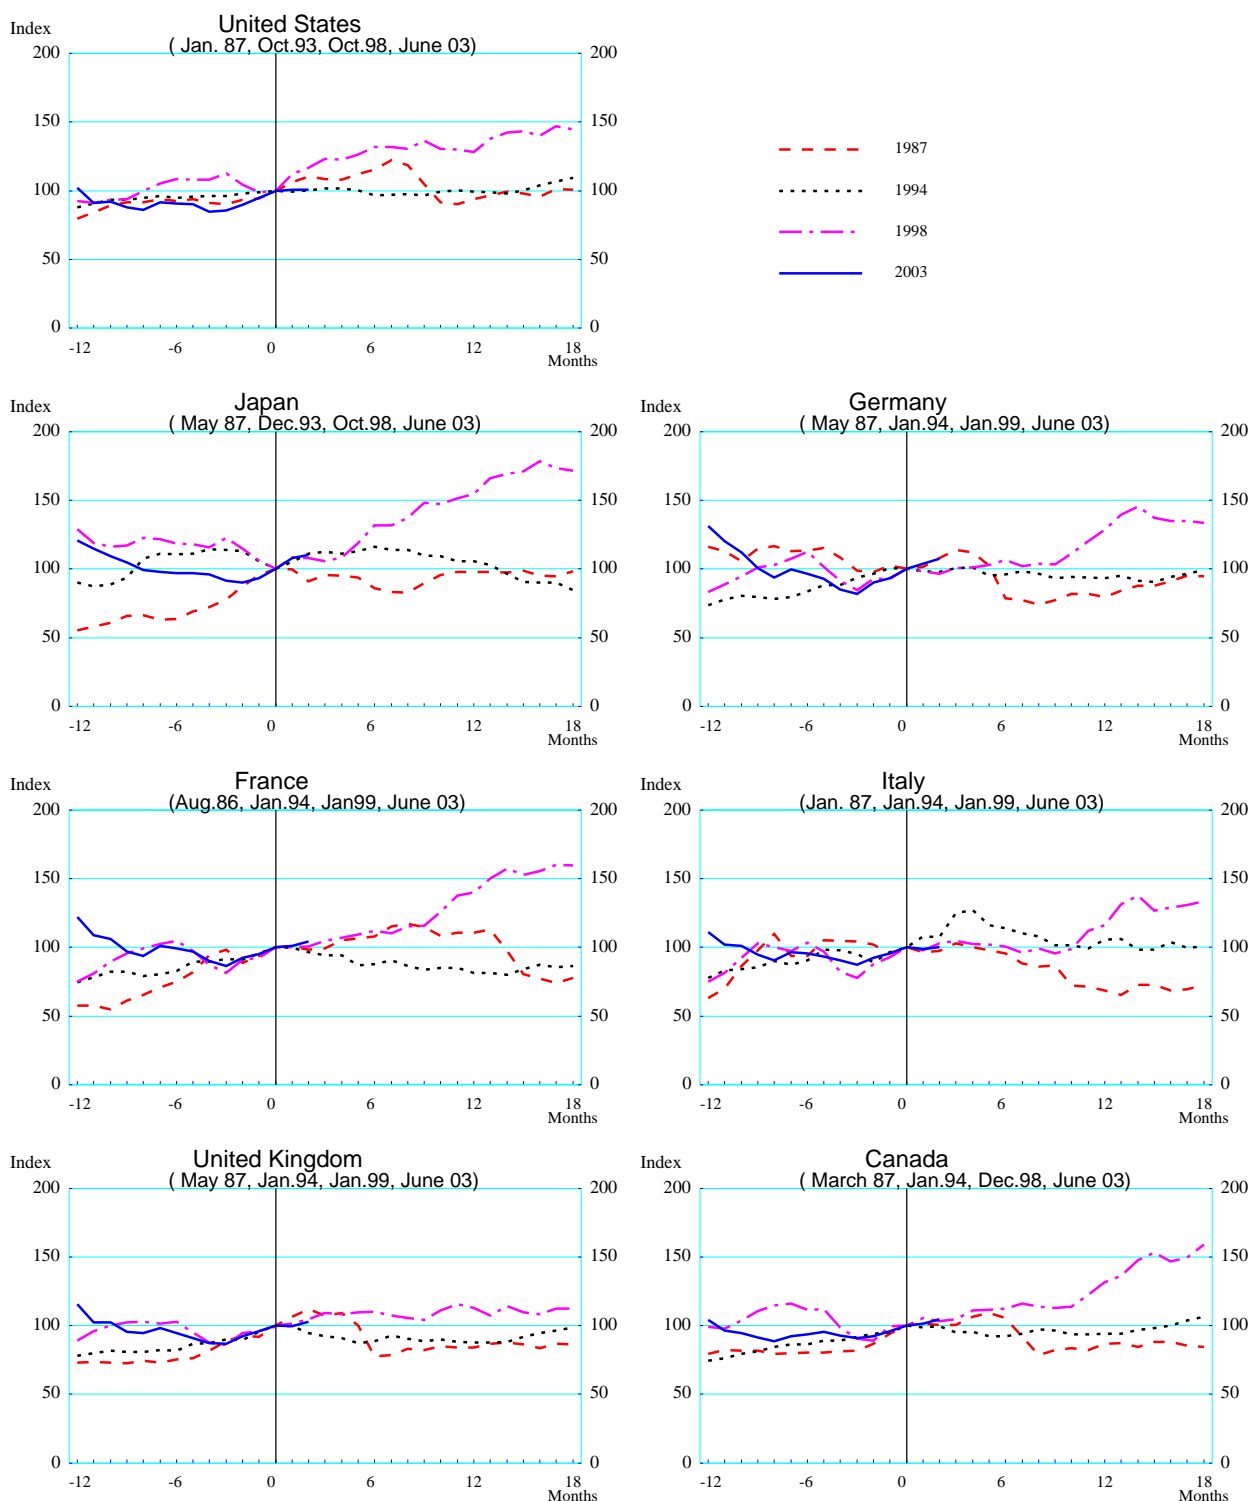 United States
Index
( Jan. 87, Oct.93, Oct.98, June 03)
200 200
150 150
100 100
50 50
0 0
-12 -6 0 6 12 18
Months
1987
1994
1998
2003
Japan
Index
( May 87, Dec.93, Oct.98, June 03)
200 200
150 150
100 100
50 50
0 0
-12 -6 0 6 12 18
Months
Germany
Index
( May 87, Jan.94, Jan.99, June 03)
200 200
150 150
100 100
50 50
0 0
-12 -6 0 6 12 18
Months
France
Index
(Aug.86, Jan.94, Jan99, June 03)
200 200
150 150
100 100
50 50
0 0
-12 -6 0 6 12 18
Months
Italy
Index
(Jan. 87, Jan.94, Jan.99, June 03)
200 200
150 150
100 100
50 50
0 0
-12 -6 0 6 12 18
Months
United Kingdom
Index
( May 87, Jan.94, Jan.99, June 03)
200 200
150 150
100 100
50 50
0 0
-12 -6 0 6 12 18
Months
Canada
Index
( March 87, Jan.94, Dec.98, June 03)
200 200
150 150
100 100
50 50
0 0
-12 -6 0 6 12 18
Months